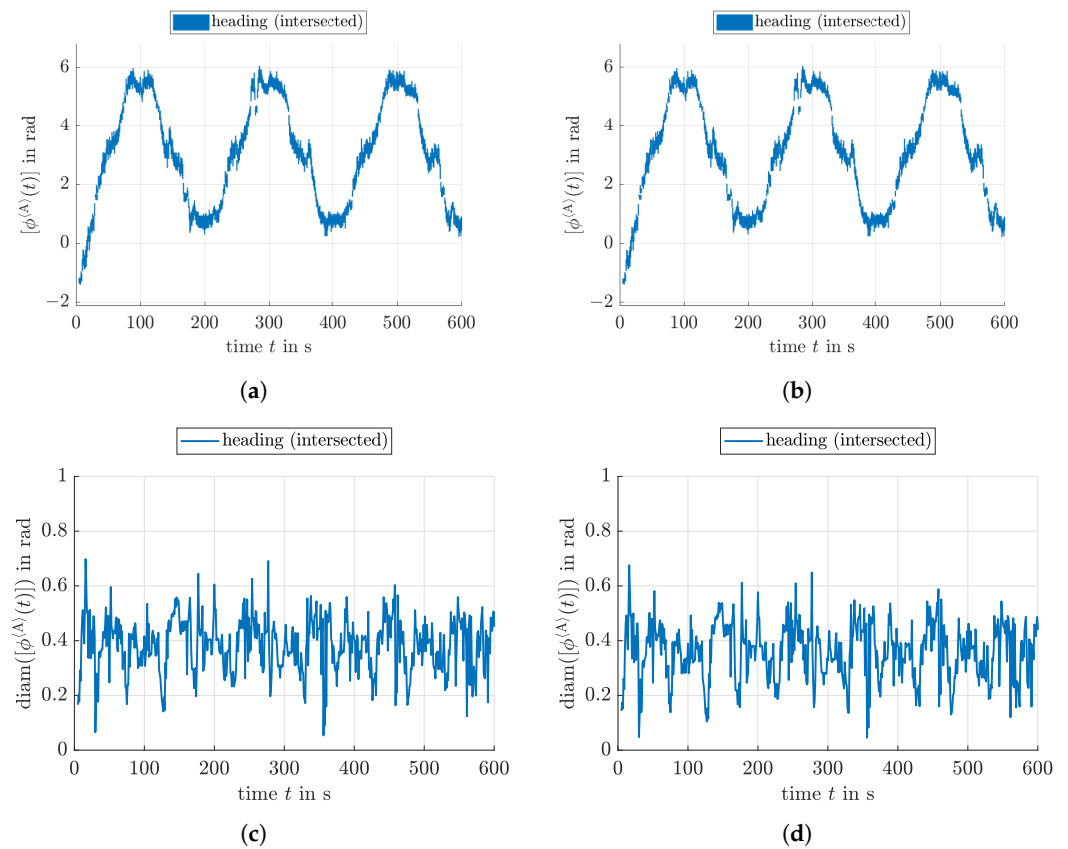 heading (intersected)
heading (intersected)
[ϕ⟨A⟩(t)] in rad
6
4
2
0
−2
0 100 200 300 400 500 600
time t in s
(a)
[ϕ⟨A⟩(t)] in rad
6
4
2
0
−2
0 100 200 300 400 500 600
time t in s
(b)
heading (intersected)
heading (intersected)
diam([ϕ⟨A⟩(t)]) in rad
1
0.8
0.6
0.4
0.2
0
0 100 200 300 400 500 600
time t in s
(c)
diam([ϕ⟨A⟩(t)]) in rad
1
0.8
0.6
0.4
0.2
0
0 100 200 300 400 500 600
time t in s
(d)